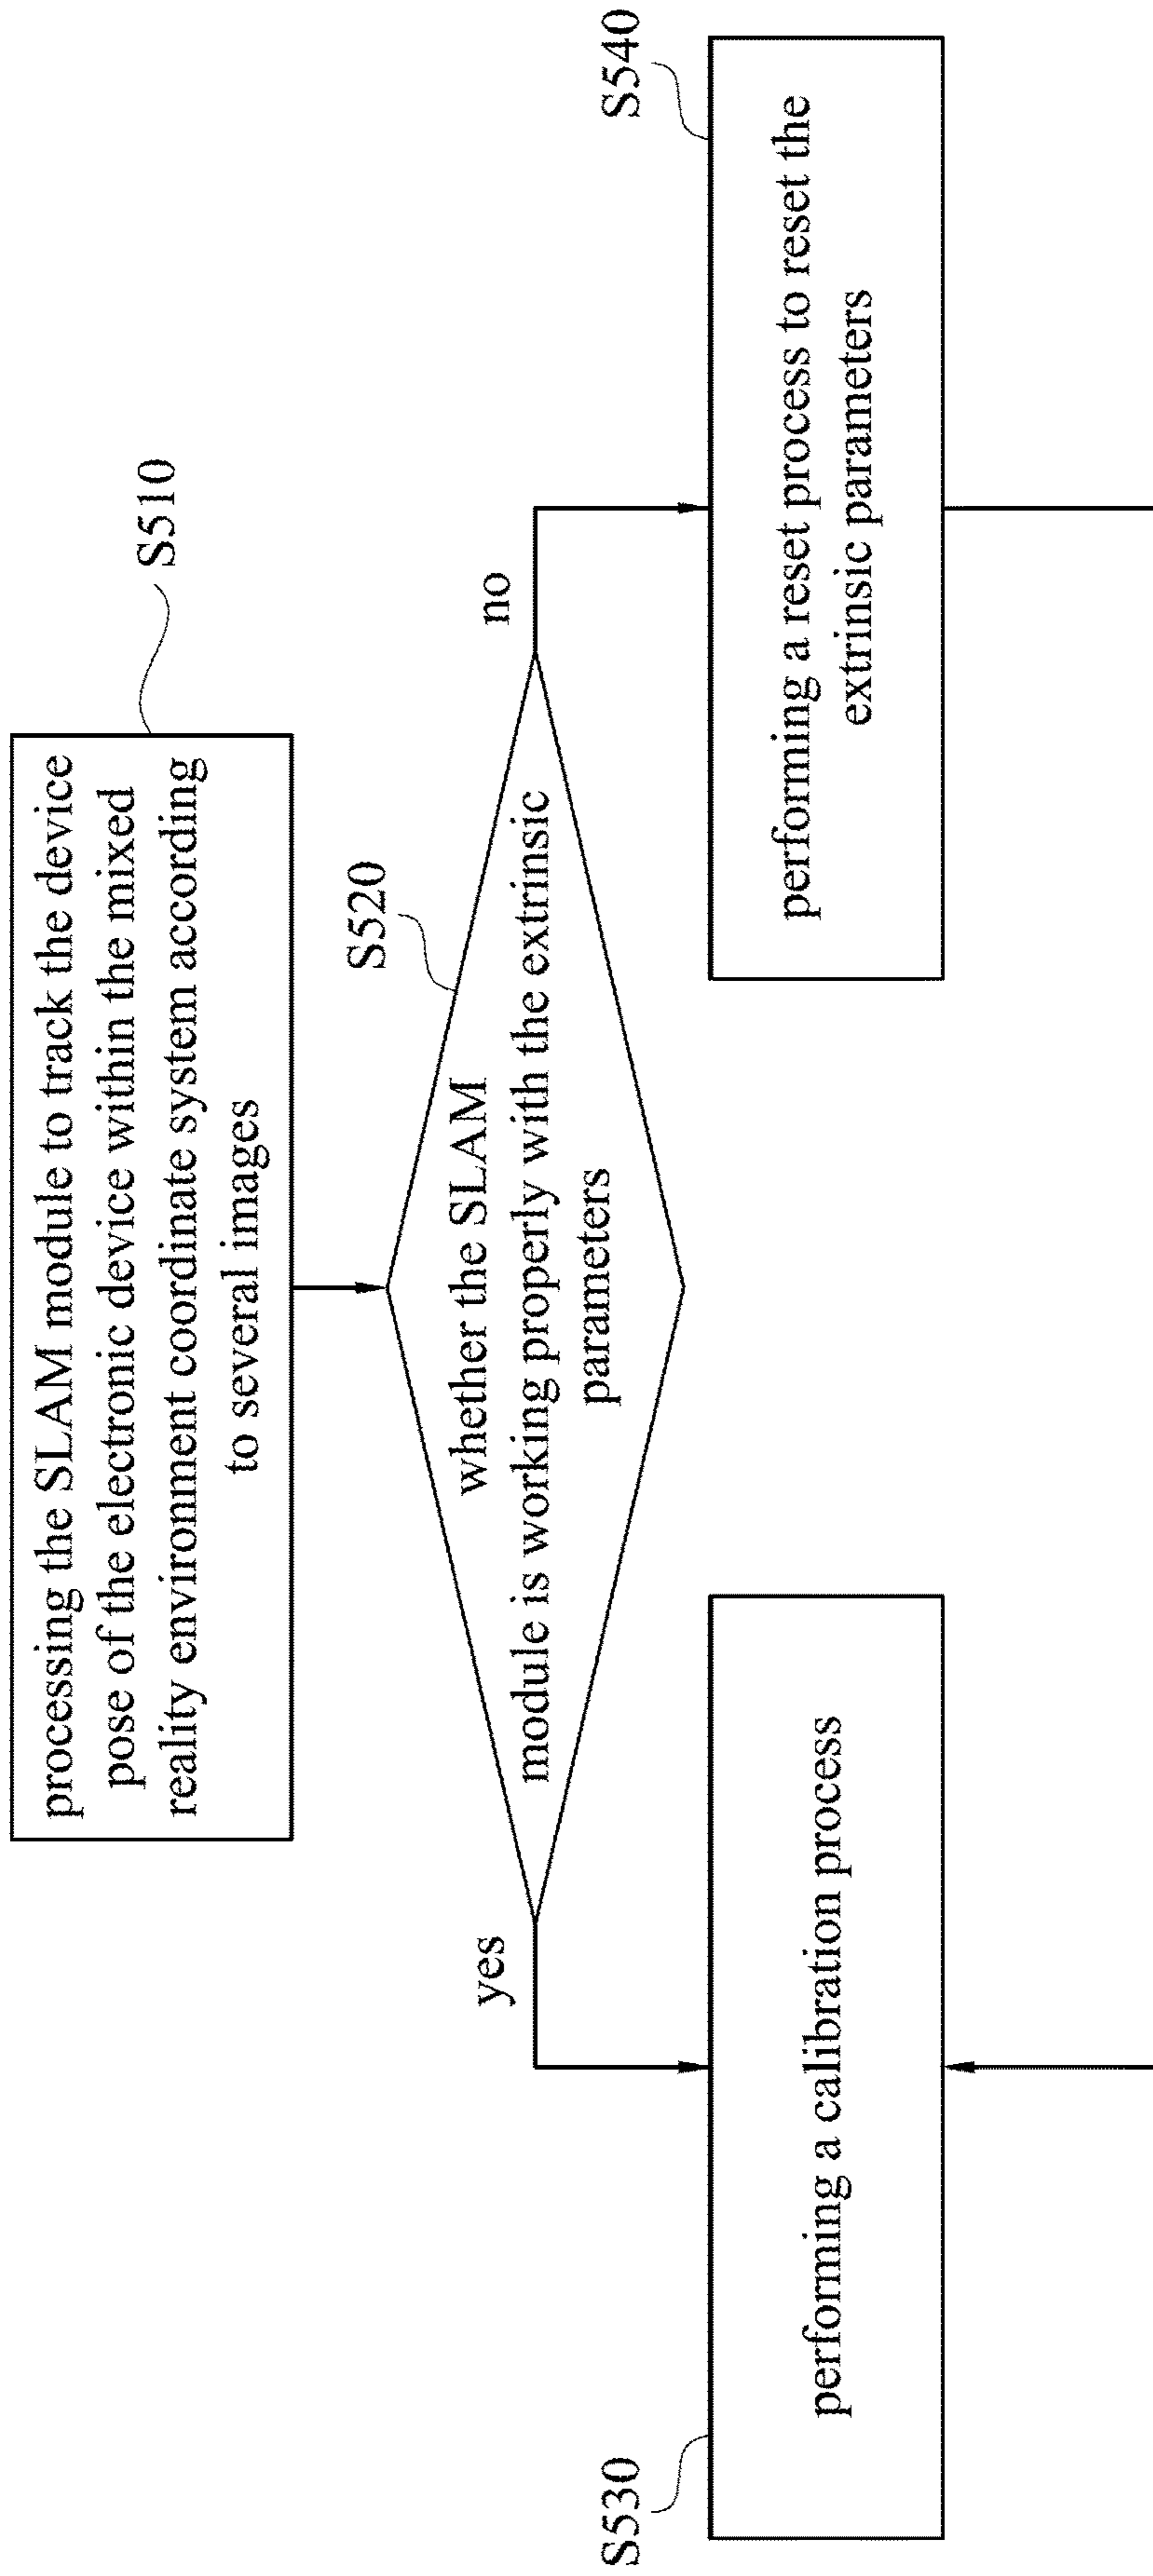 S510
processing the SLAM module to track the device
pose of the electronic device within the mixed
reality environment coordinate system according
to several images
S520
whether the SLAM
module is working properly with the extrinsic
parameters
yes
no
S530
performing a calibration process
S540
performing a reset process to reset the
extrinsic parameters